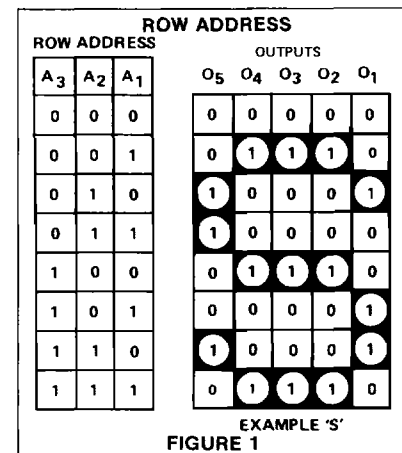 ROW ADDRESS
ROW ADDRESS
OUTPUTS
A3 A2 A1 O5 O4 O3 O2 O1
0 0 0 0 0 0 0 0
0 0 1 0 1 1 1 0
0 1 0 1 0 0 0 1
0 1 1 1 0 0 0 0
1 0 0 0 1 1 1 0
1 0 1 0 0 0 0 1
1 1 0 1 0 0 0 1
1 1 1 0 1 1 1 0
EXAMPLE 'S'
FIGURE 1